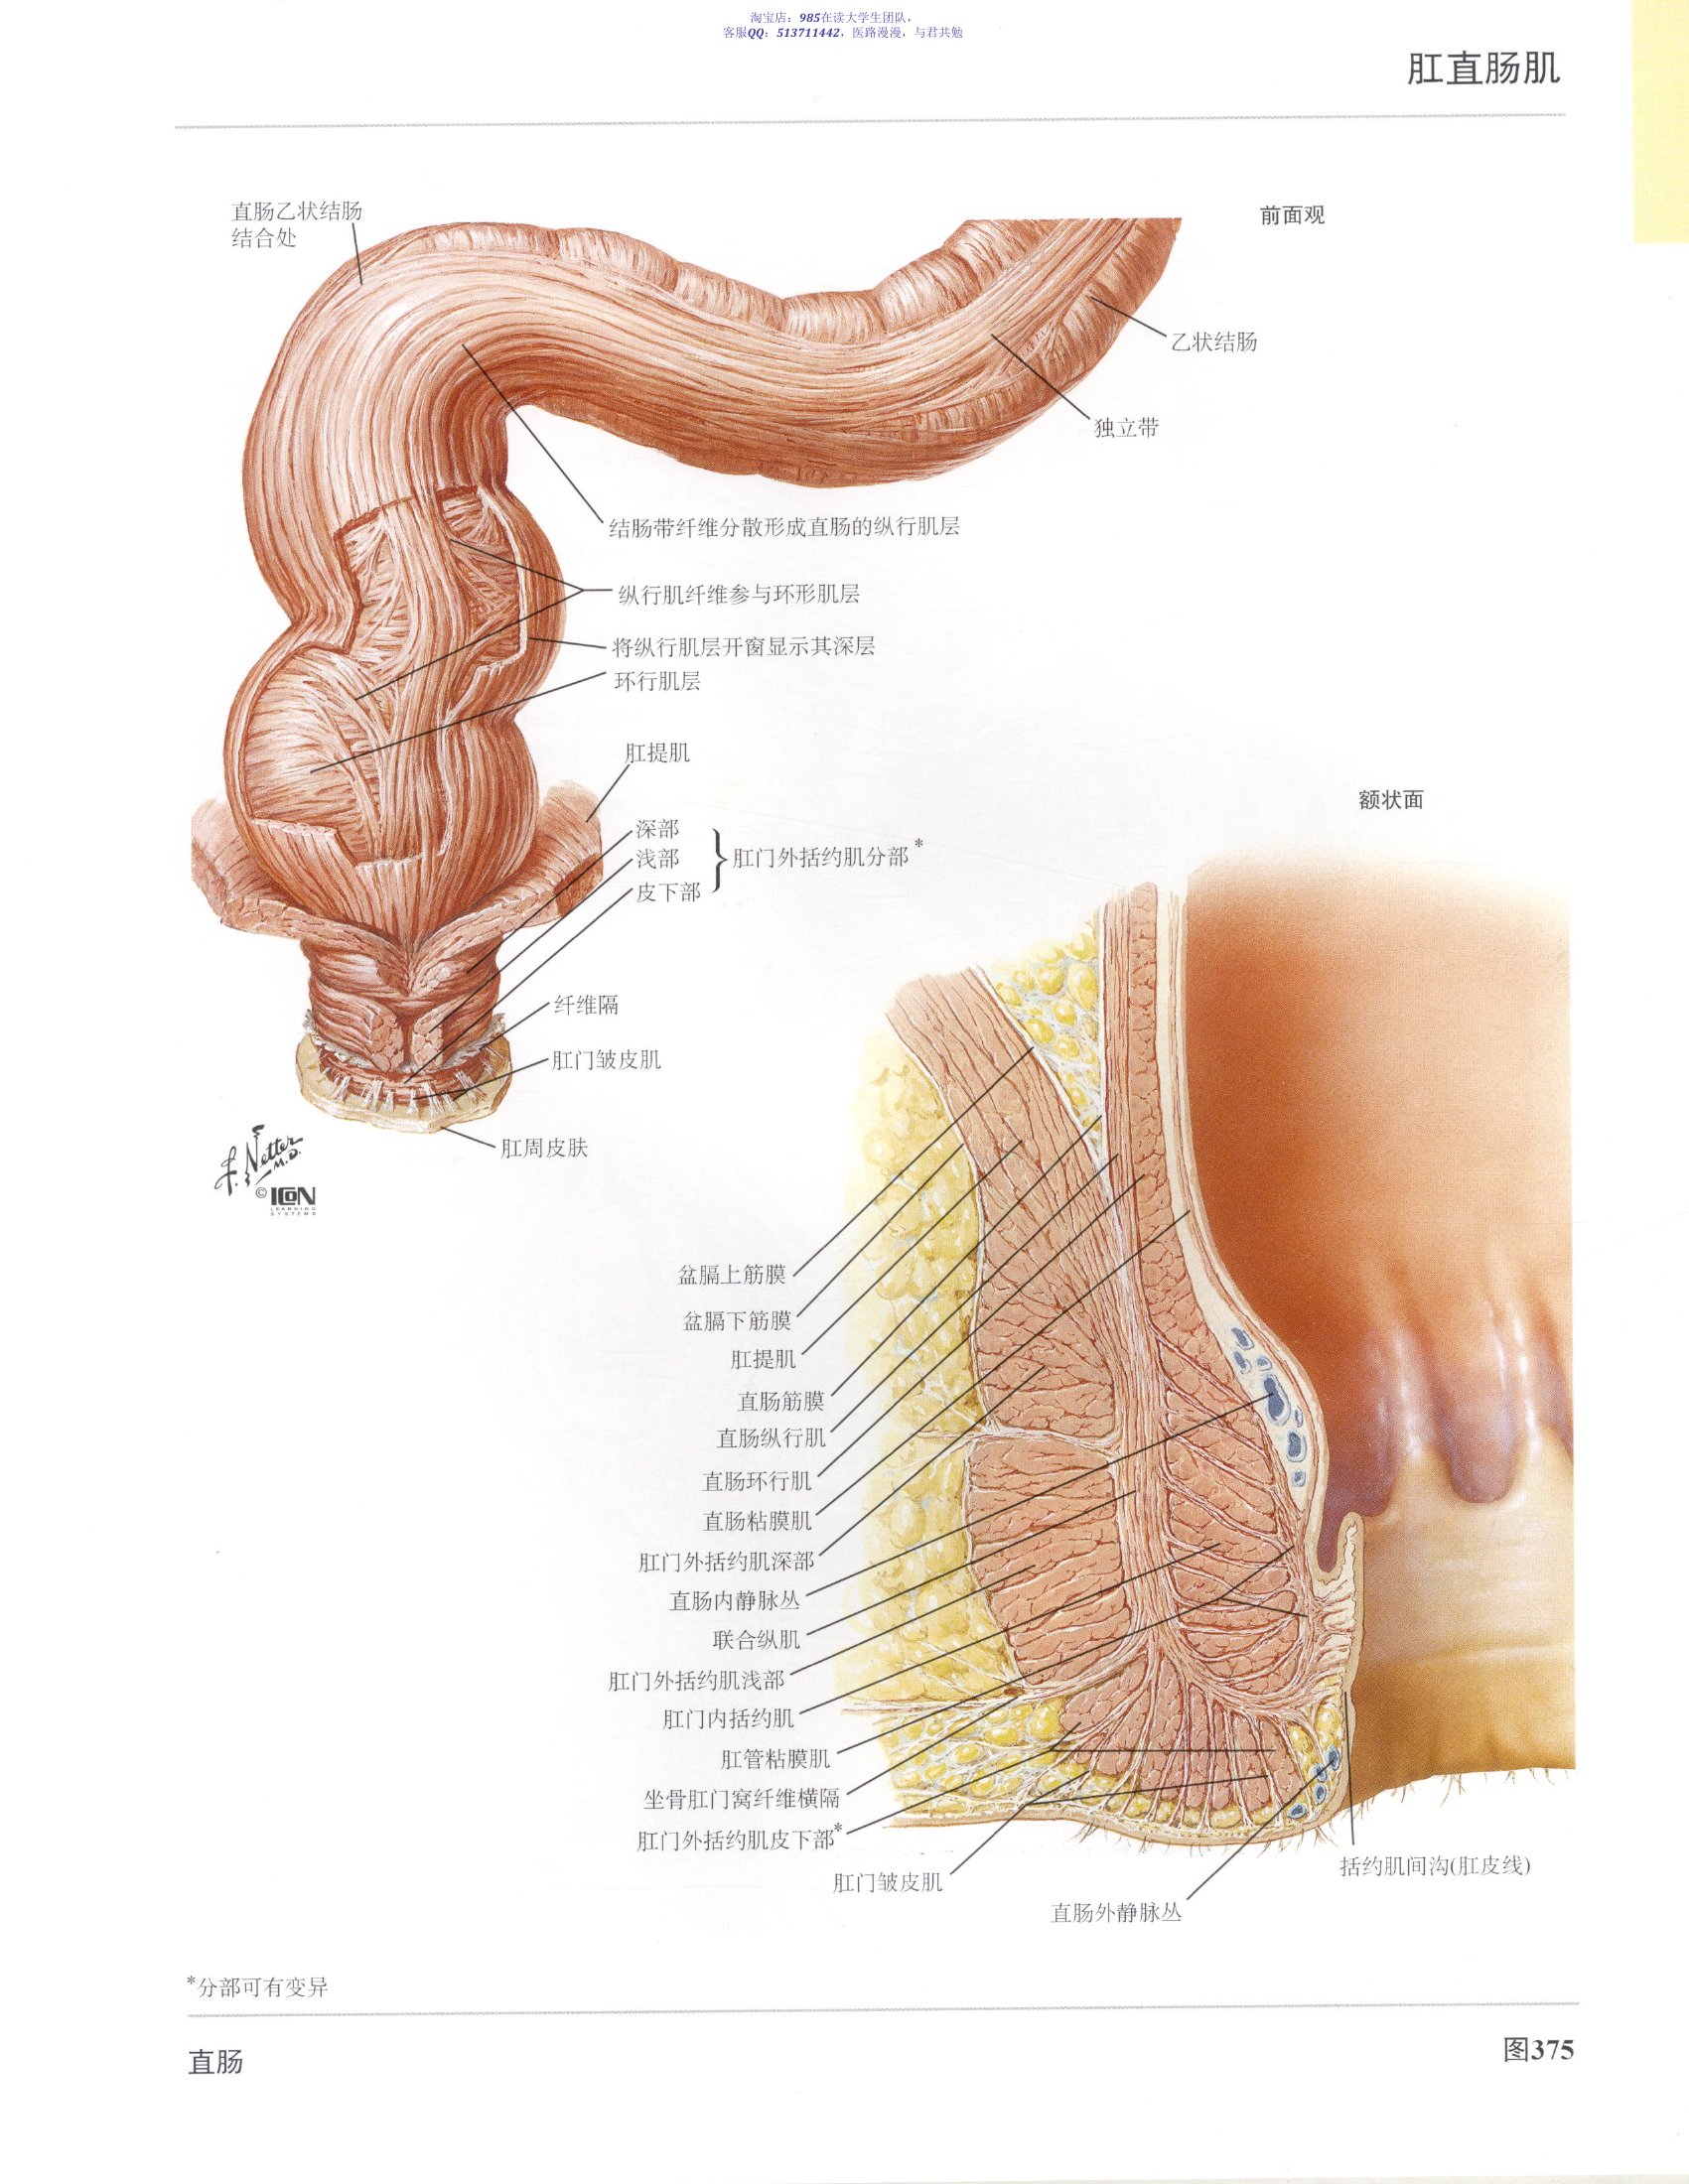 淘宝店：985在读大学生团队，
客服QQ：513711442，医路漫漫，与君共勉
肛直肠肌
直肠乙状结肠
结合处
前面观
乙状结肠
独立带
结肠带纤维分散形成直肠的纵行肌层
纵行肌纤维参与环形肌层
将纵行肌层开窗显示其深层
环行肌层
肛提肌
深部
浅部
皮下部
肛门外括约肌分部*
纤维隔
肛门皱皮肌
肛周皮肤
F. Netter M.D.
© ICON
LEARNING
SYSTEMS
额状面
盆膈上筋膜
盆膈下筋膜
肛提肌
直肠筋膜
直肠纵行肌
直肠环行肌
直肠粘膜肌
肛门外括约肌深部
直肠内静脉丛
联合纵肌
肛门外括约肌浅部
肛门内括约肌
肛管粘膜肌
坐骨肛门窝纤维横隔
肛门外括约肌皮下部*
肛门皱皮肌
直肠外静脉丛
括约肌间沟(肛皮线)
*分部可有变异
直肠
图375